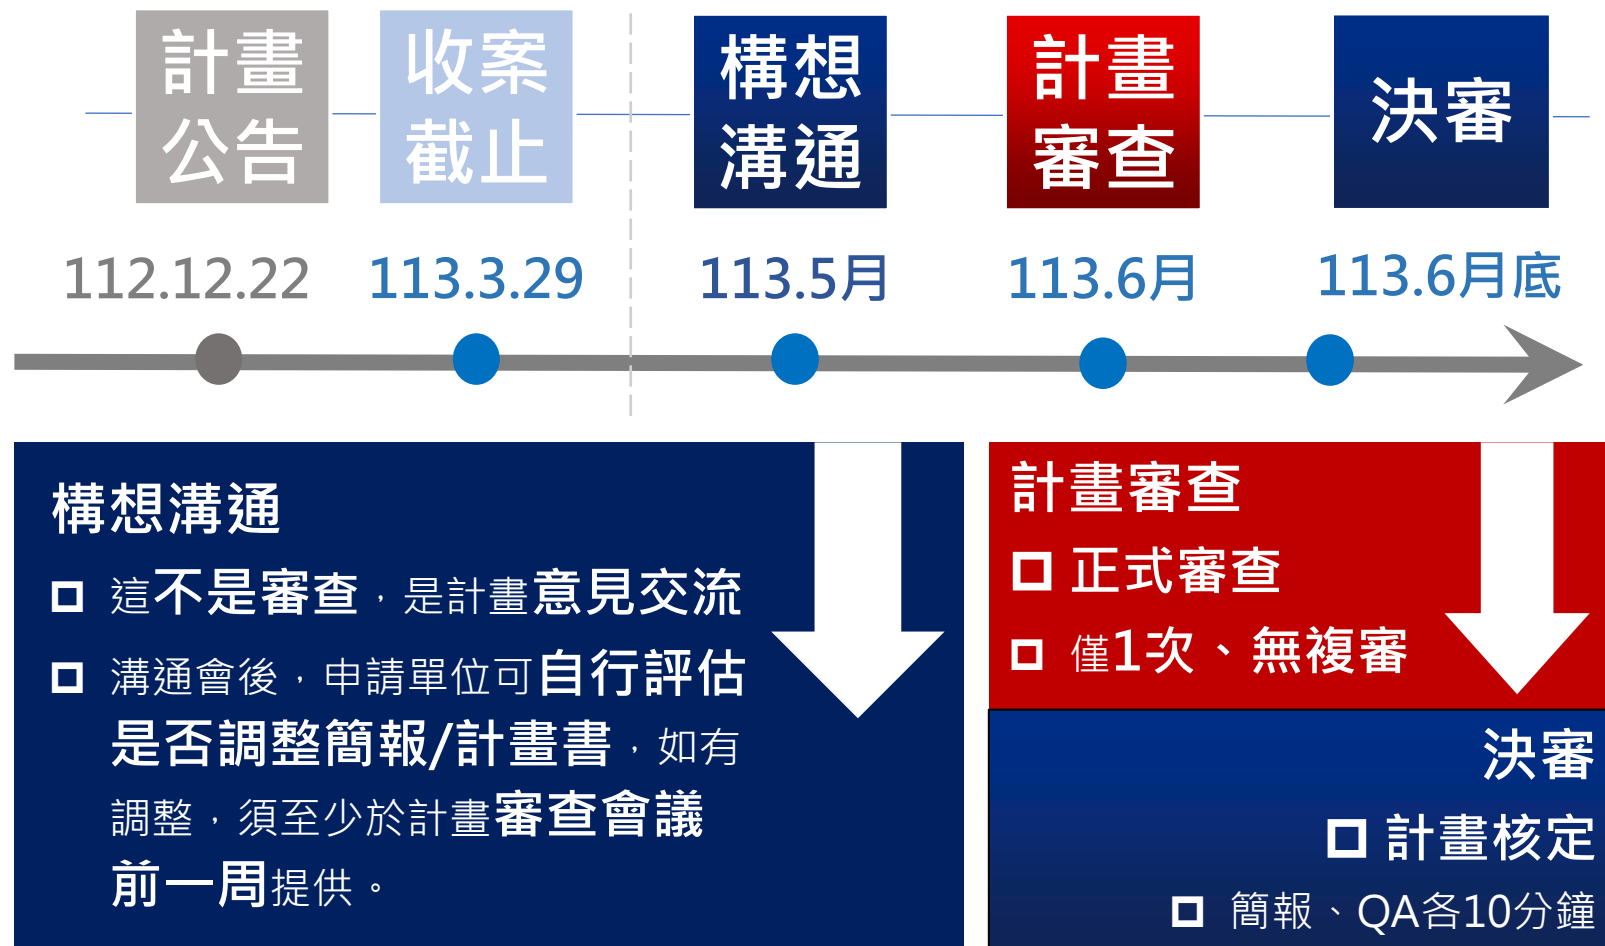 計畫
公告
收案
截止
構想
溝通
計畫
審查
決審
112.12.22
113.3.29
113.5月
113.6月
113.6月底
構想溝通
這不是審查，是計畫意見交流
溝通會後，申請單位可自行評估
是否調整簡報/計畫書，如有
調整，須至少於計畫審查會議
前一周提供。
計畫審查
正式審查
僅1次、無複審
決審
計畫核定
簡報、QA各10分鐘